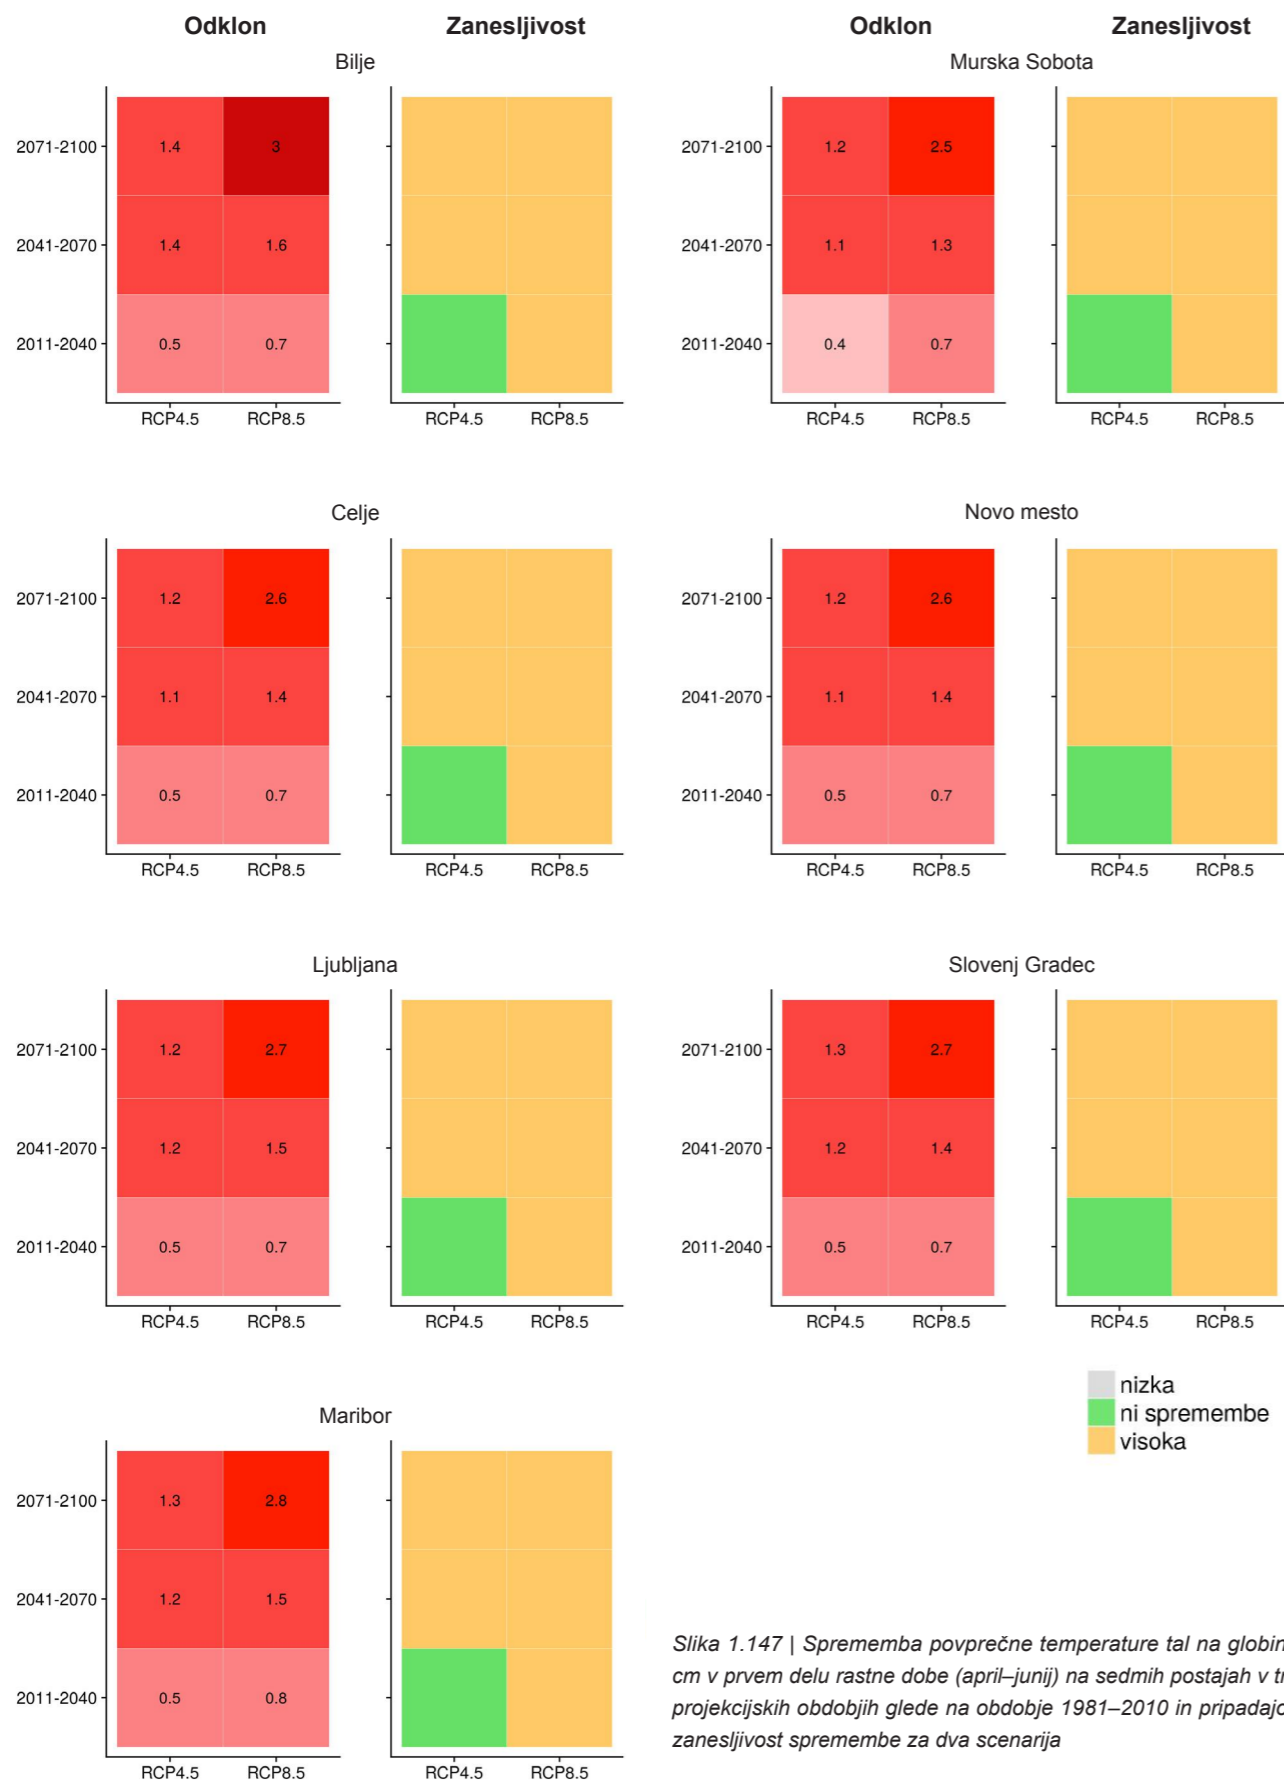 Odklon Zanesljivost Odklon Zanesljivost
Bilje
2071-2100 1.4 3
2041-2070 1.4 1.6
2011-2040 0.5 0.7
RCP4.5 RCP8.5 RCP4.5 RCP8.5
Murska Sobota
2071-2100 1.2 2.5
2041-2070 1.1 1.3
2011-2040 0.4 0.7
RCP4.5 RCP8.5 RCP4.5 RCP8.5
Celje
2071-2100 1.2 2.6
2041-2070 1.1 1.4
2011-2040 0.5 0.7
RCP4.5 RCP8.5 RCP4.5 RCP8.5
Novo mesto
2071-2100 1.2 2.6
2041-2070 1.1 1.4
2011-2040 0.5 0.7
RCP4.5 RCP8.5 RCP4.5 RCP8.5
Ljubljana
2071-2100 1.2 2.7
2041-2070 1.2 1.5
2011-2040 0.5 0.7
RCP4.5 RCP8.5 RCP4.5 RCP8.5
Slovenj Gradec
2071-2100 1.3 2.7
2041-2070 1.2 1.4
2011-2040 0.5 0.7
RCP4.5 RCP8.5 RCP4.5 RCP8.5
nizka
ni spremembe
visoka
Maribor
2071-2100 1.3 2.8
2041-2070 1.2 1.5
2011-2040 0.5 0.8
RCP4.5 RCP8.5 RCP4.5 RCP8.5
Slika 1.147 | Sprememba povprečne temperature tal na
cm v prvem delu rastne dobe (april–junij) na sedmih postajah v
projekcijskih obdobjih glede na obdobje 1981–2010 in
zanesljivost spremembe za dva scenarija